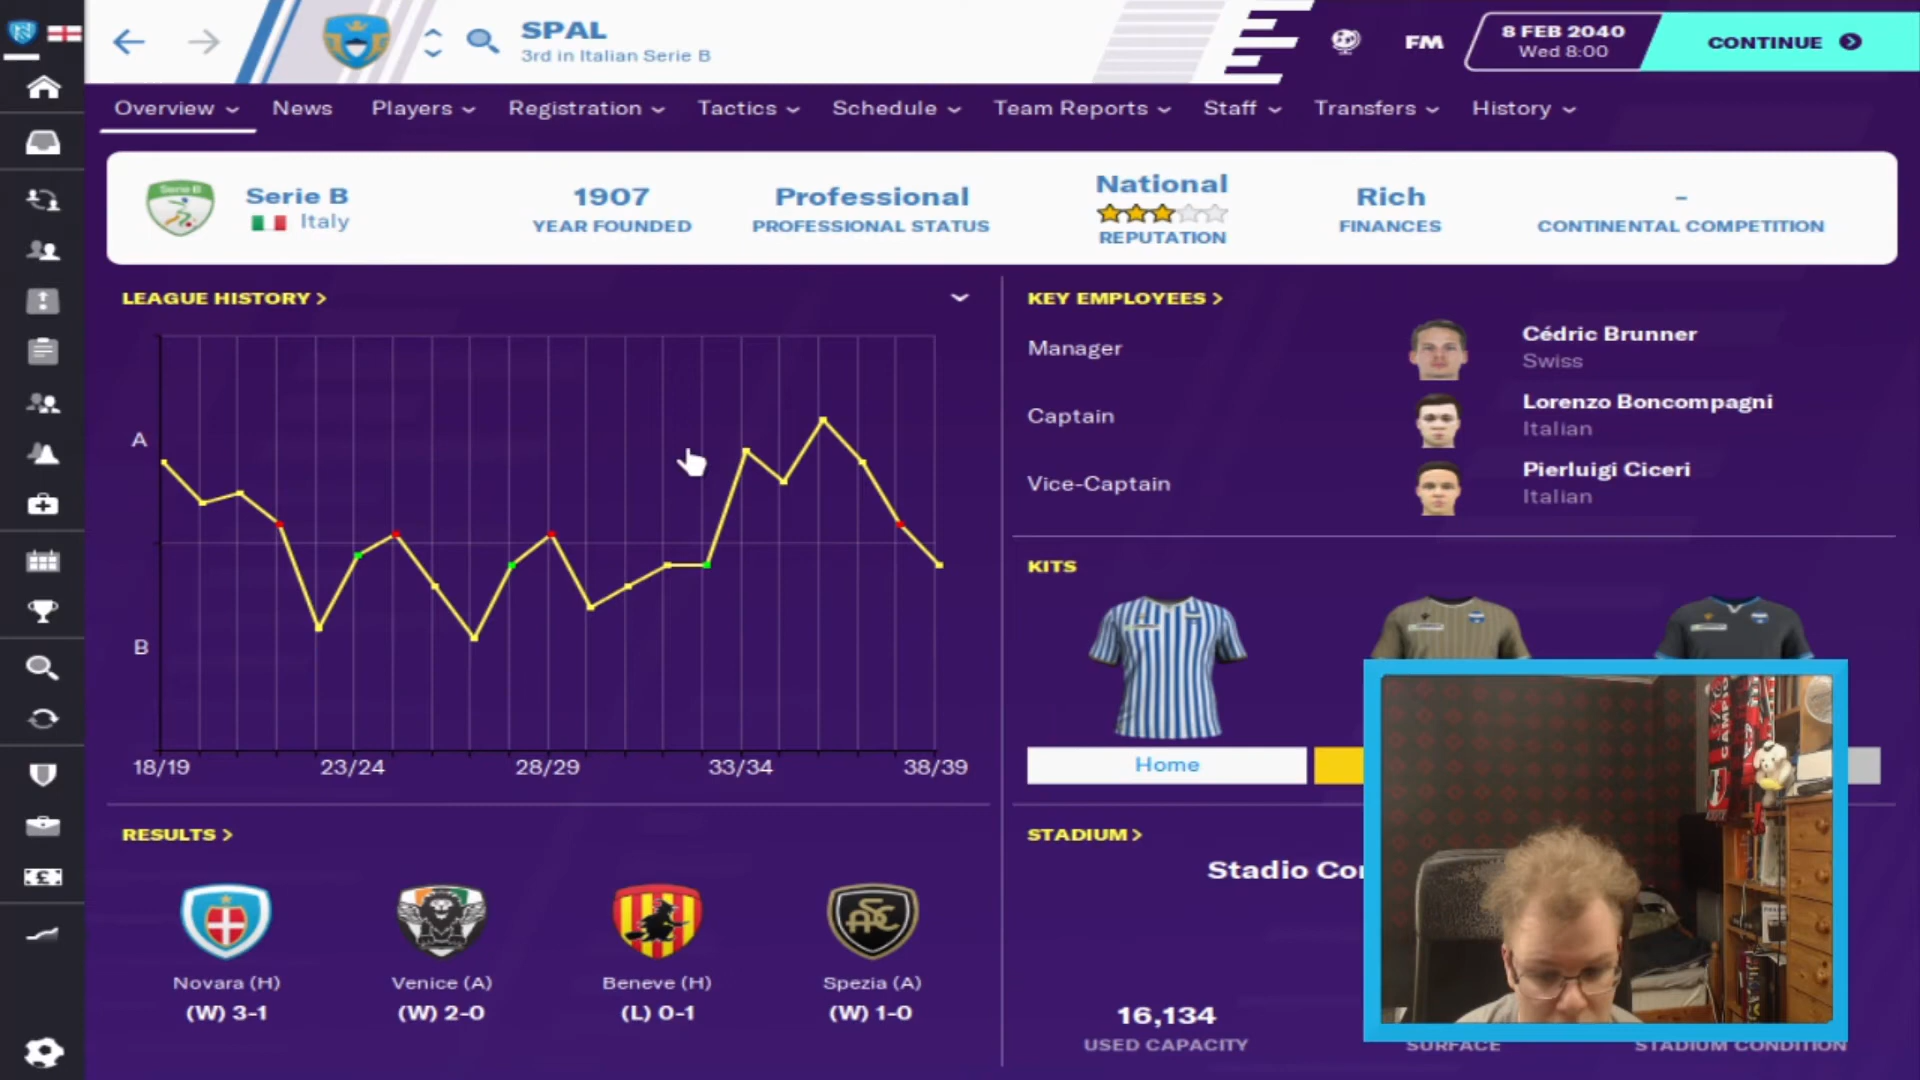 SPAL
3rd in Italian Serie B
FM
8 FEB 2040
Wed 8:00
CONTINUE
Overview
News
Players
Registration
Tactics
Schedule
Team Reports
Staff
Transfers
History
Serie B
Serie B
Italy
1907
YEAR FOUNDED
Professional
PROFESSIONAL STATUS
National
REPUTATION
Rich
FINANCES
-
CONTINENTAL COMPETITION
LEAGUE HISTORY >
A
B
18/19
23/24
28/29
33/34
38/39
KEY EMPLOYEES >
Manager
Cédric Brunner
Swiss
Captain
Lorenzo Boncompagni
Italian
Vice-Captain
Pierluigi Ciceri
Italian
KITS
Home
RESULTS >
Novara (H)
(W) 3-1
Venice (A)
(W) 2-0
Beneve (H)
(L) 0-1
Spezia (A)
(W) 1-0
STADIUM >
Stadio Co
16,134
USED CAPACITY
SURFACE
STADIUM CONDITION